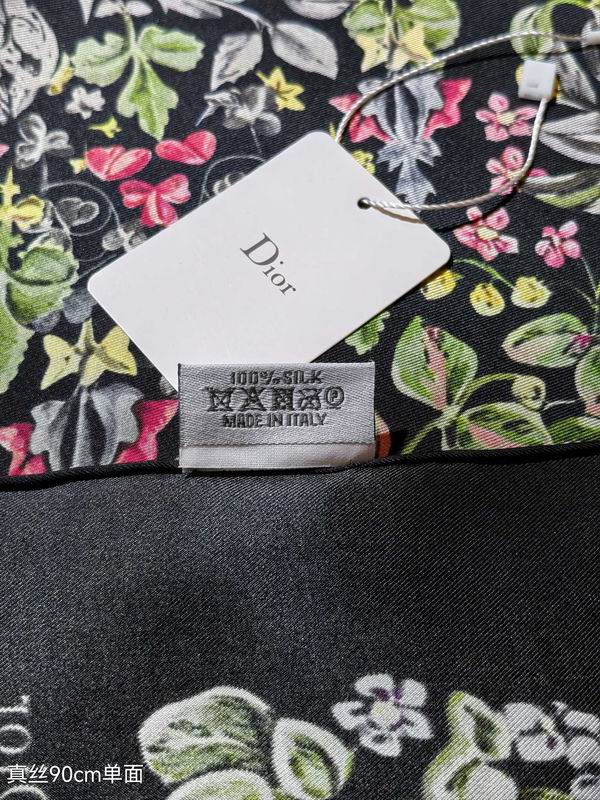 Dior
100% SILK
P
MADE IN ITALY
真丝90cm单面